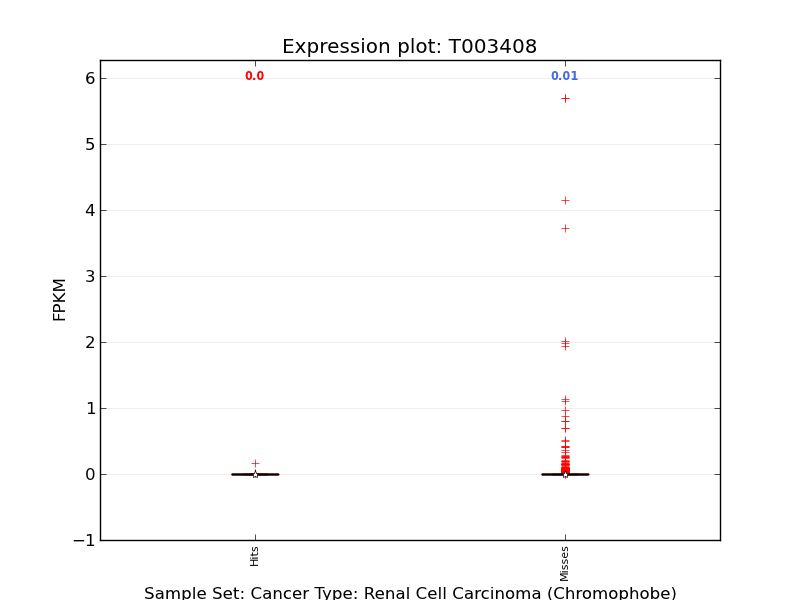 Expression plot: T003408
0.0
0.01
6
5
4
3
2
1
0
−1
FPKM
Hits
Misses
Sample Set: Cancer Type: Renal Cell Carcinoma (Chromophobe)